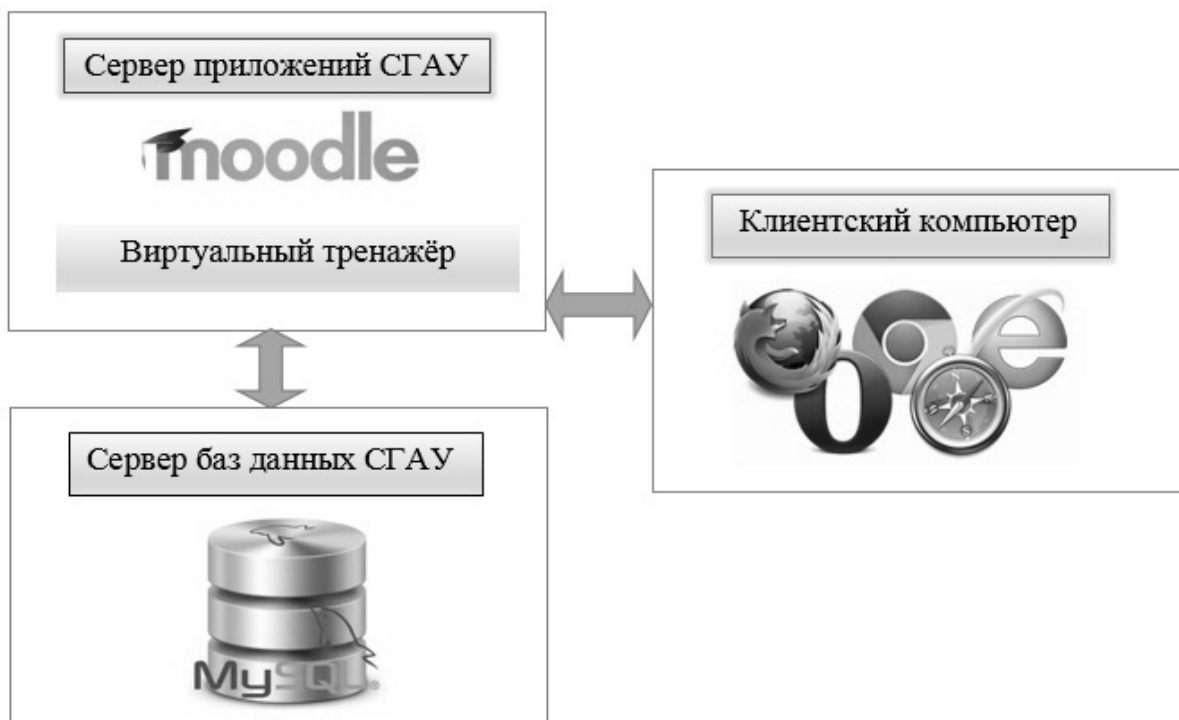 Сервер приложений СГАУ
moodle
Виртуальный тренажёр
Клиентский компьютер
Сервер баз данных СГАУ
MySQL®